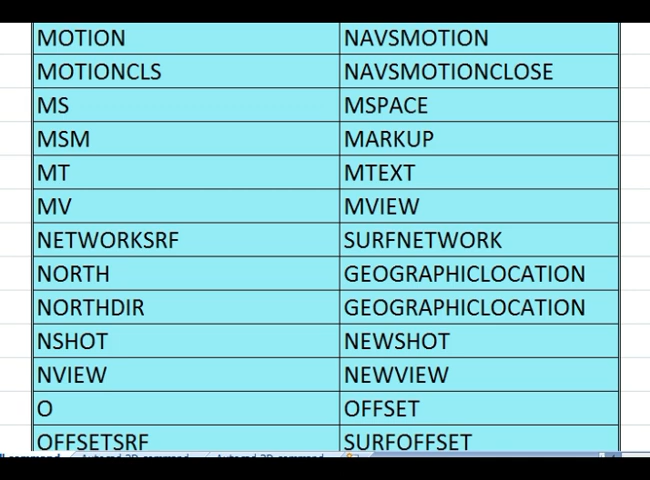 MOTION NAVSMOTION
MOTIONCLS NAVSMOTIONCLOSE
MS MSPACE
MSM MARKUP
MT MTEXT
MV MVIEW
NETWORKSRF SURFNETWORK
NORTH GEOGRAPHICLOCATION
NORTHDIR GEOGRAPHICLOCATION
NSHOT NEWSHOT
NVIEW NEWVIEW
O OFFSET
OFFSETSRF SURFOFFSET